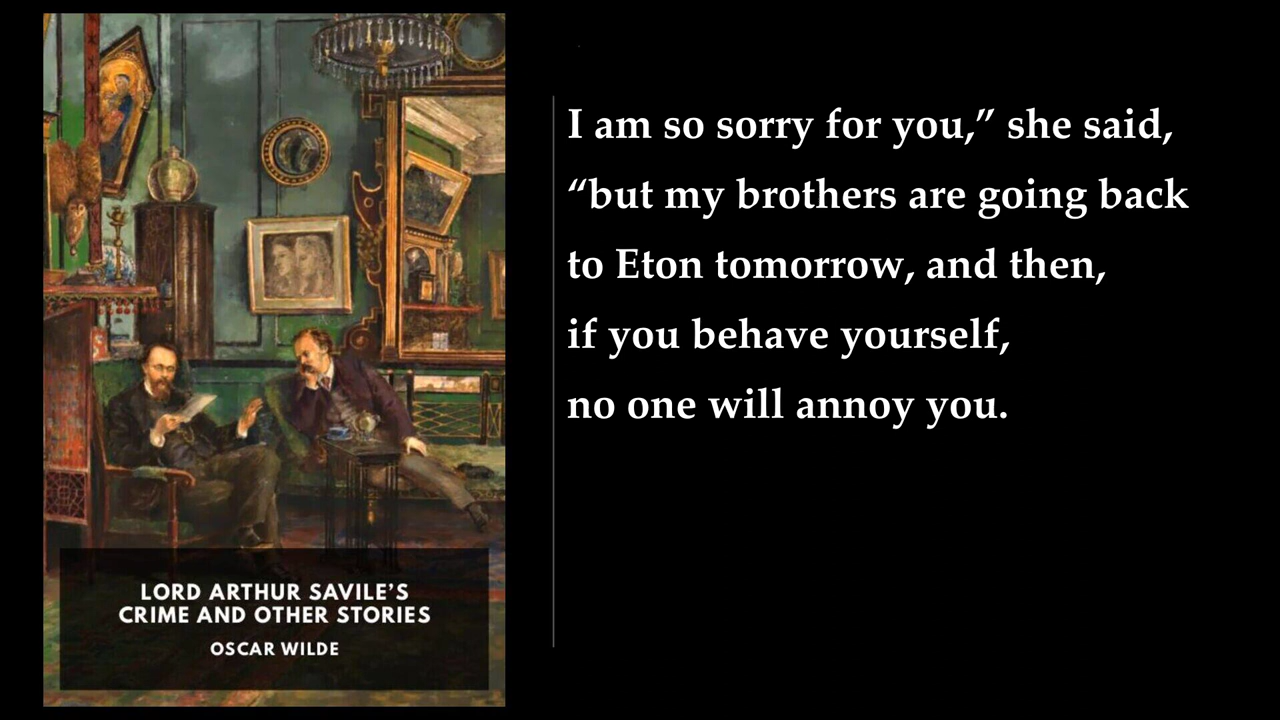 LORD ARTHUR SAVILE’S
CRIME AND OTHER STORIES
OSCAR WILDE
I am so sorry for you,” she said,
“but my brothers are going back
to Eton tomorrow, and then,
if you behave yourself,
no one will annoy you.